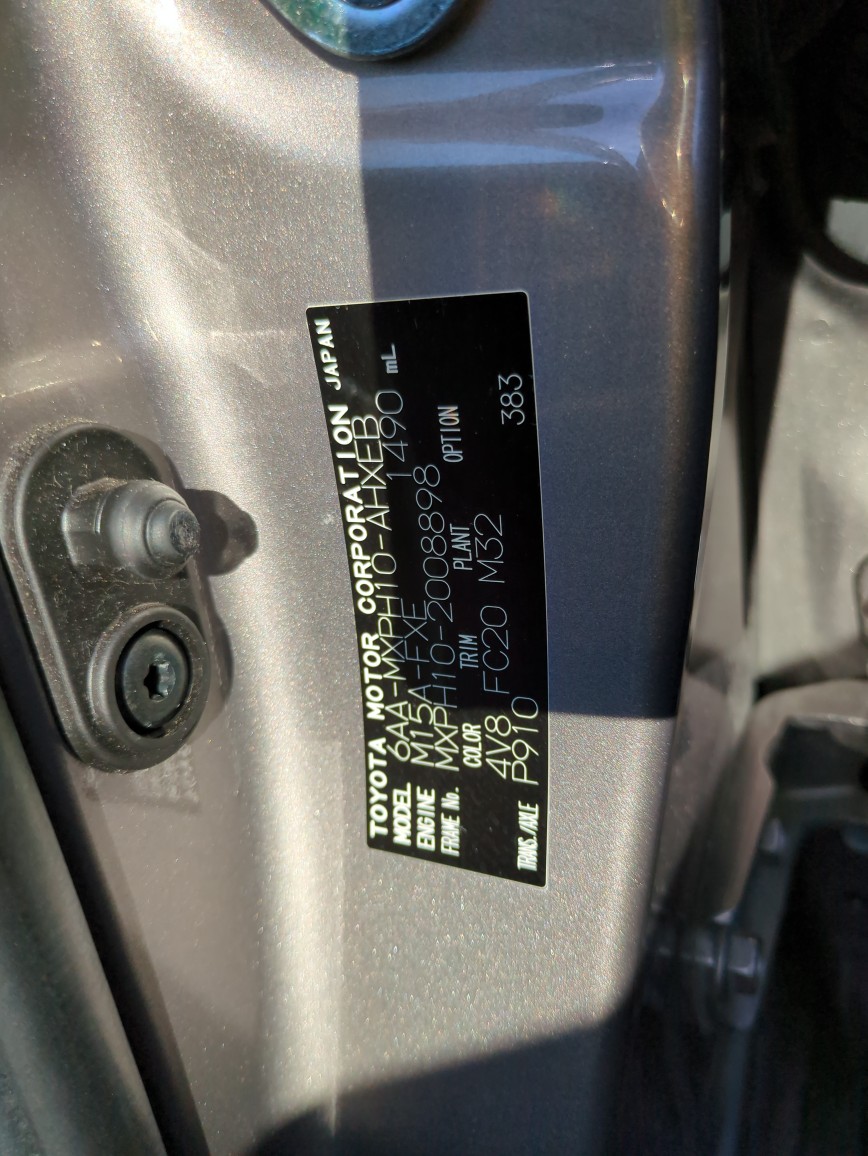 TOYOTA MOTOR CORPORATION JAPAN
MODEL 6AA-MXPH10-AHXEB
ENGINE M15A-FXE 1490 mL
FRAME No. MXPH10-2008898
COLOR TRIM PLANT OPTION
4V8 FC20 M32
TRANS./AXLE P910 383